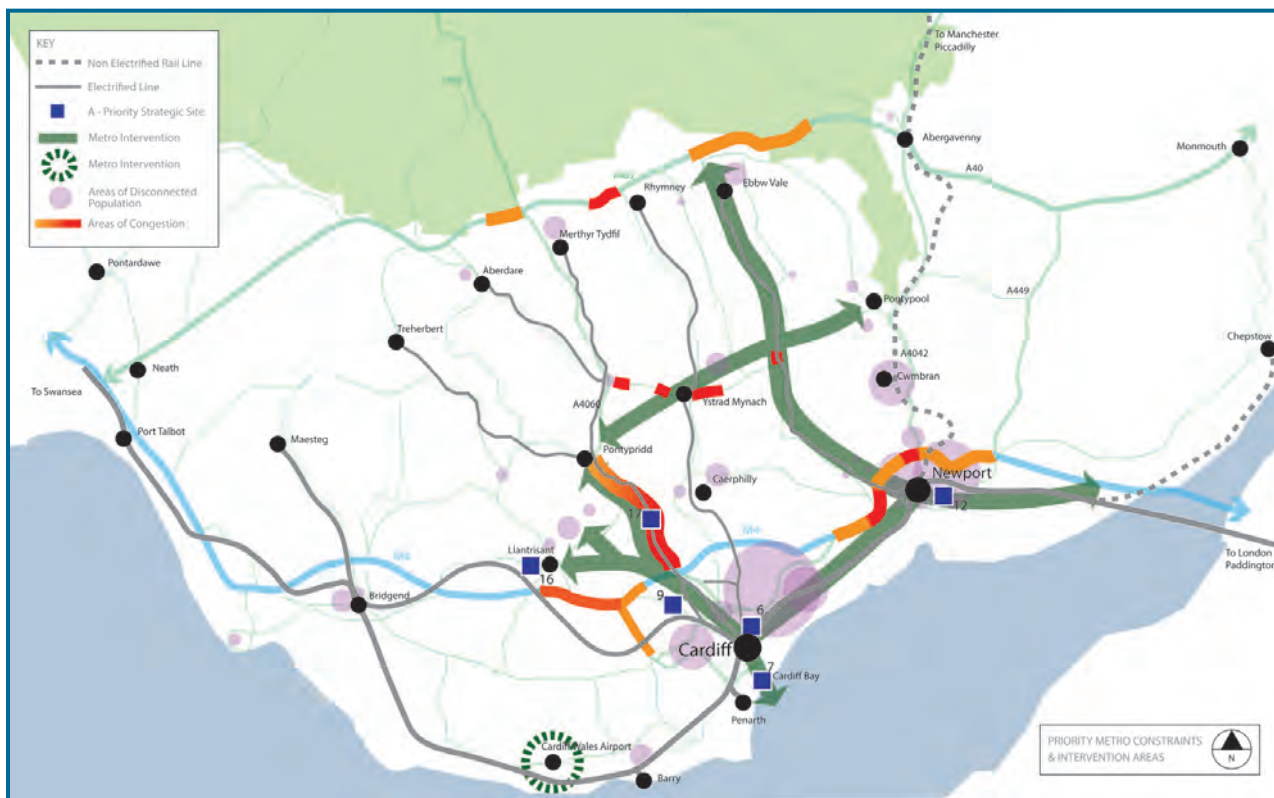 KEY
Non Electrified Rail Line
Electrified Line
A - Priority Strategic Site
Metro Intervention
Metro Intervention
Areas of Disconnected
Population
Areas of Congestion
To Manchester
Piccadilly
Abergavenny
Monmouth
A40
Rhymney
Ebbw Vale
Merthyr Tydfil
Pontardawe
Aberdare
A449
Pontypool
Treherbert
Chepstow
A4042
Neath
Cwmbran
To Swansea
Ystrad Mynach
A4060
Port Talbot
Maesteg
Pontypridd
Newport
Caerphilly
12
17
M4
Llantrisant
To London
Paddington
M4
16
Bridgend
9
6
Cardiff
7
Cardiff Bay
Penarth
Cardiff Wales Airport
Barry
PRIORITY METRO CONSTRAINTS
& INTERVENTION AREAS
N